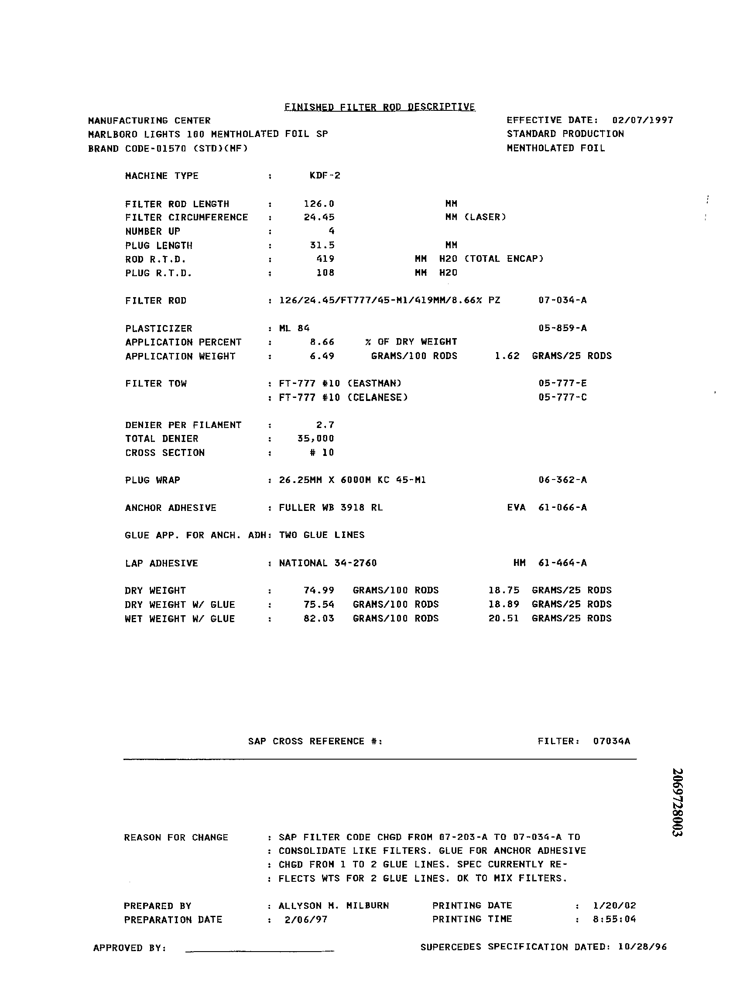 FINISHED FILTER ROD DESCRIPTIVE
MANUFACTURING CENTER EFFECTIVE DATE: 02/07/1997
MARLBORO LIGHTS 100 MENTHOLATED FOIL SP STANDARD PRODUCTION
BRAND CODE-01570 (STD)(MF) MENTHOLATED FOIL
MACHINE TYPE : KDF-2
FILTER ROD LENGTH : 126.0 MM
FILTER CIRCUMFERENCE : 24.45 MM (LASER)
NUMBER UP : 4
PLUG LENGTH : 31.5 MM
ROD R.T.D. : 419 MM H2O (TOTAL ENCAP)
PLUG R.T.D. : 108 MM H2O
FILTER ROD : 126/24.45/FT777/45-M1/419MM/8.66% PZ 07-034-A
PLASTICIZER : ML 84 05-859-A
APPLICATION PERCENT : 8.66 % OF DRY WEIGHT
APPLICATION WEIGHT : 6.49 GRAMS/100 RODS 1.62 GRAMS/25 RODS
FILTER TOW : FT-777 #10 (EASTMAN) 05-777-E
: FT-777 #10 (CELANESE) 05-777-C
DENIER PER FILAMENT : 2.7
TOTAL DENIER : 35,000
CROSS SECTION : # 10
PLUG WRAP : 26.25MM X 6000M KC 45-M1 06-362-A
ANCHOR ADHESIVE : FULLER WB 3918 RL EVA 61-066-A
GLUE APP. FOR ANCH. ADH: TWO GLUE LINES
LAP ADHESIVE : NATIONAL 34-2760 HM 61-464-A
DRY WEIGHT : 74.99 GRAMS/100 RODS 18.75 GRAMS/25 RODS
DRY WEIGHT W/ GLUE : 75.54 GRAMS/100 RODS 18.89 GRAMS/25 RODS
WET WEIGHT W/ GLUE : 82.03 GRAMS/100 RODS 20.51 GRAMS/25 RODS
SAP CROSS REFERENCE #: FILTER: 07034A
2069728003
REASON FOR CHANGE : SAP FILTER CODE CHGD FROM 07-203-A TO 07-034-A TO
: CONSOLIDATE LIKE FILTERS. GLUE FOR ANCHOR ADHESIVE
: CHGD FROM 1 TO 2 GLUE LINES. SPEC CURRENTLY RE-
: FLECTS WTS FOR 2 GLUE LINES. OK TO MIX FILTERS.
PREPARED BY : ALLYSON M. MILBURN PRINTING DATE : 1/20/02
PREPARATION DATE : 2/06/97 PRINTING TIME : 8:55:04
APPROVED BY: SUPERCEDES SPECIFICATION DATED: 10/28/96